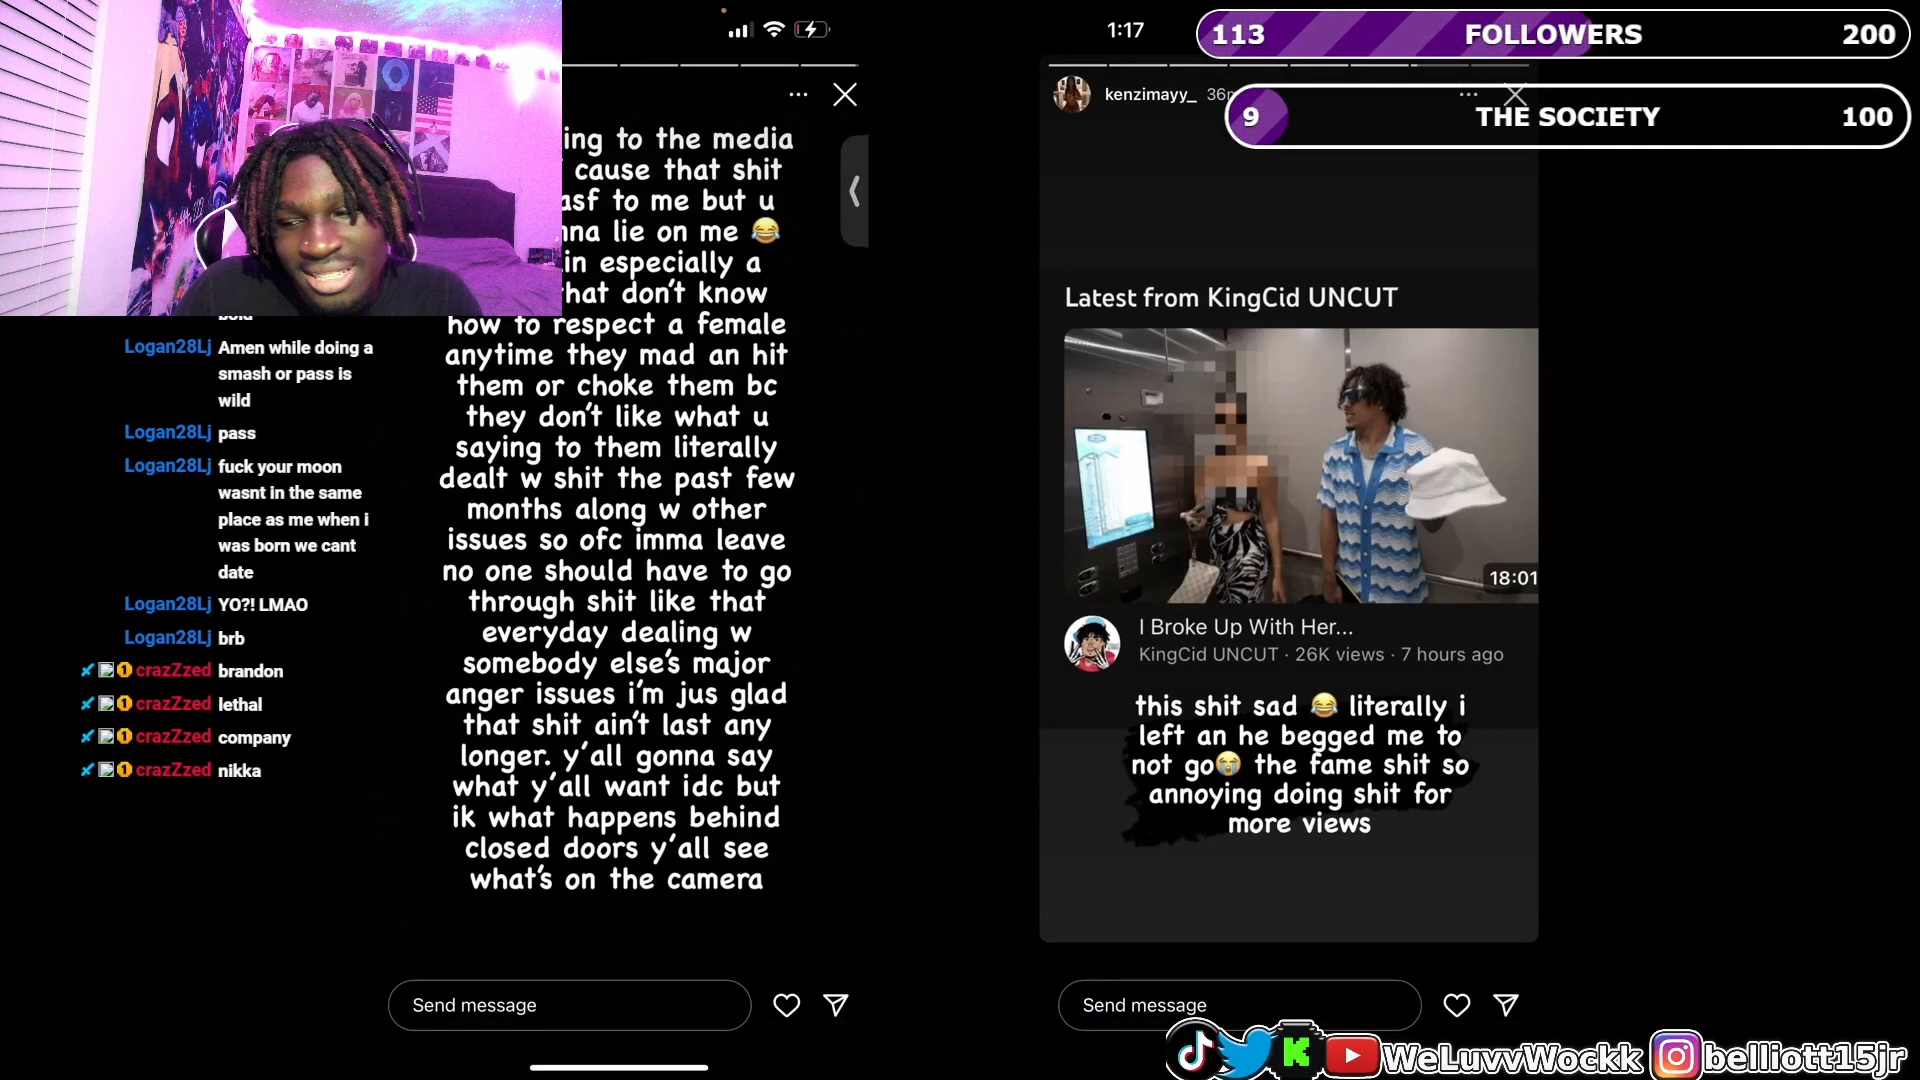 1:17
113 FOLLOWERS 200
kenzimayy_
9 THE SOCIETY 100
ing to the media
cause that shit
asf to me but u
nna lie on me 😂
in especially a
that don't know
how to respect a female
anytime they mad an hit
them or choke them bc
they don't like what u
saying to them literally
dealt w shit the past few
months along w other
issues so ofc imma leave
no one should have to go
through shit like that
everyday dealing w
somebody else's major
anger issues i'm jus glad
that shit ain't last any
longer. y'all gonna say
what y'all want idc but
ik what happens behind
closed doors y'all see
what's on the camera
Send message
Logan28Lj Amen while doing a
smash or pass is
wild
Logan28Lj pass
Logan28Lj fuck your moon
wasnt in the same
place as me when i
was born we cant
date
Logan28Lj YO?! LMAO
Logan28Lj brb
crazZzed brandon
crazZzed lethal
crazZzed company
crazZzed nikka
Latest from KingCid UNCUT
18:01
I Broke Up With Her...
KingCid UNCUT · 26K views · 7 hours ago
this shit sad 😂 literally i
left an he begged me to
not go😭 the fame shit so
annoying doing shit for
more views
Send message
WeLuvvWockk belliott15jr